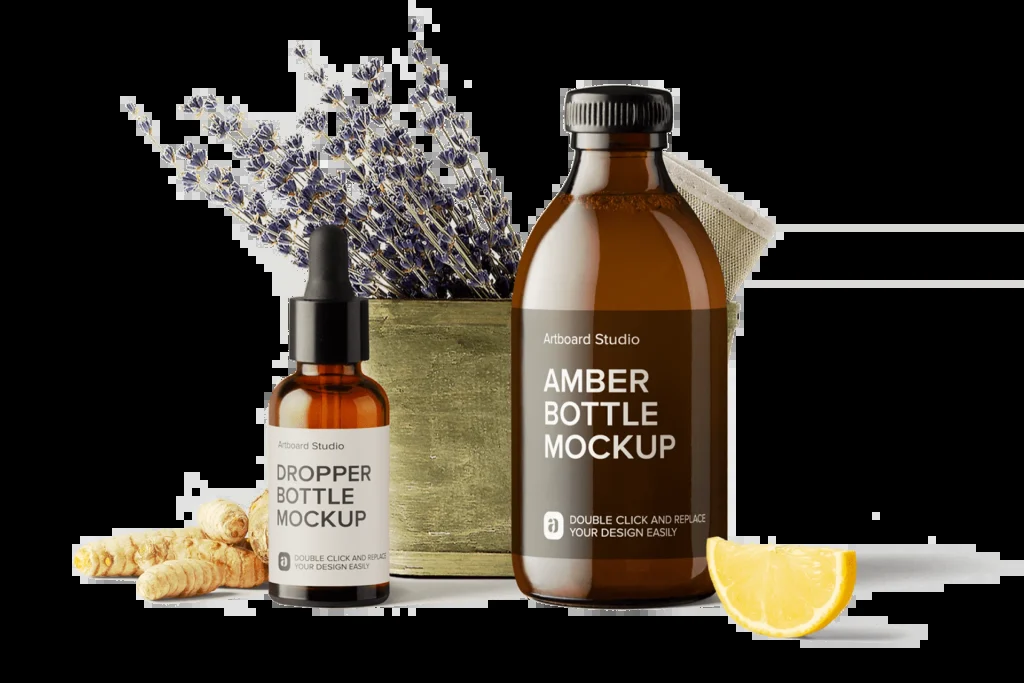 Artboard Studio
DROPPER
BOTTLE
MOCKUP
a
DOUBLE CLICK AND REPLACE
YOUR DESIGN EASILY
Artboard Studio
AMBER
BOTTLE
MOCKUP
a
DOUBLE CLICK AND REPLACE
YOUR DESIGN EASILY